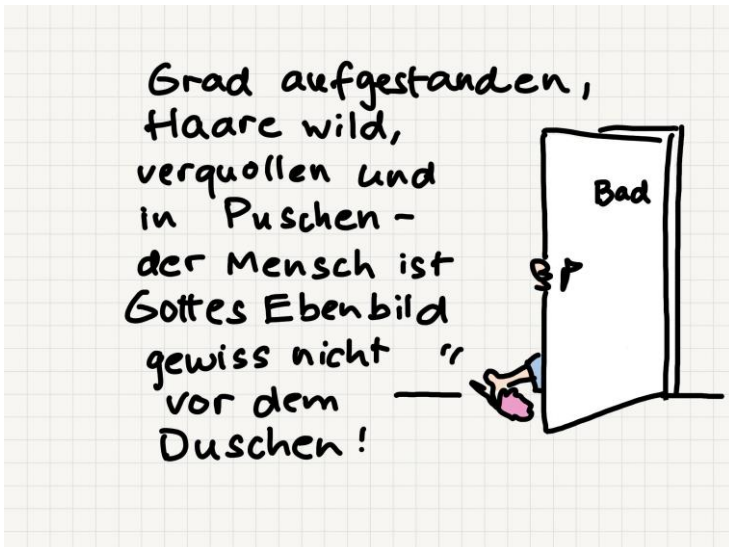 Grad aufgestanden,
Haare wild,
verquollen und
in Puschen -
der Mensch ist
Gottes Ebenbild
gewiss nicht
vor dem
Duschen!
Bad